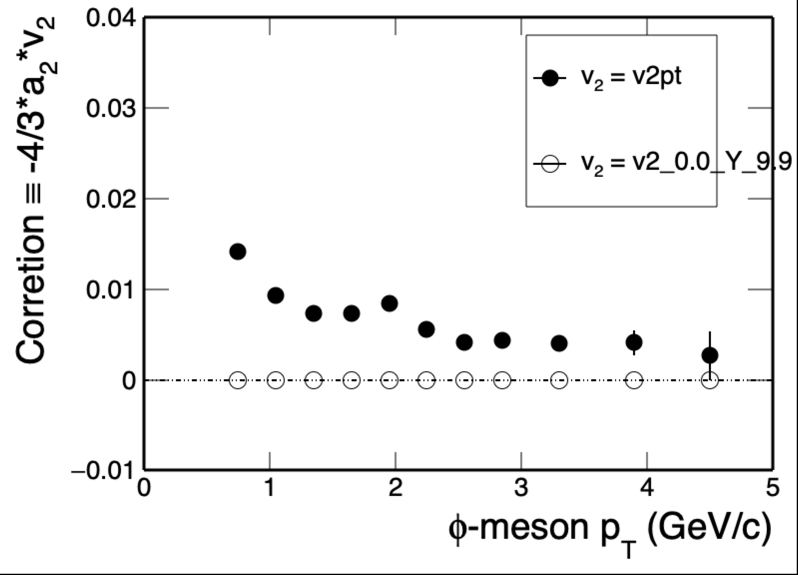 0.04
0.03
0.02
0.01
0
−0.01
Corretion ≡ -4/3*a₂*v₂
v₂ = v2pt
v₂ = v2_0.0_Y_9.9
0 1 2 3 4 5
ϕ-meson p_T (GeV/c)